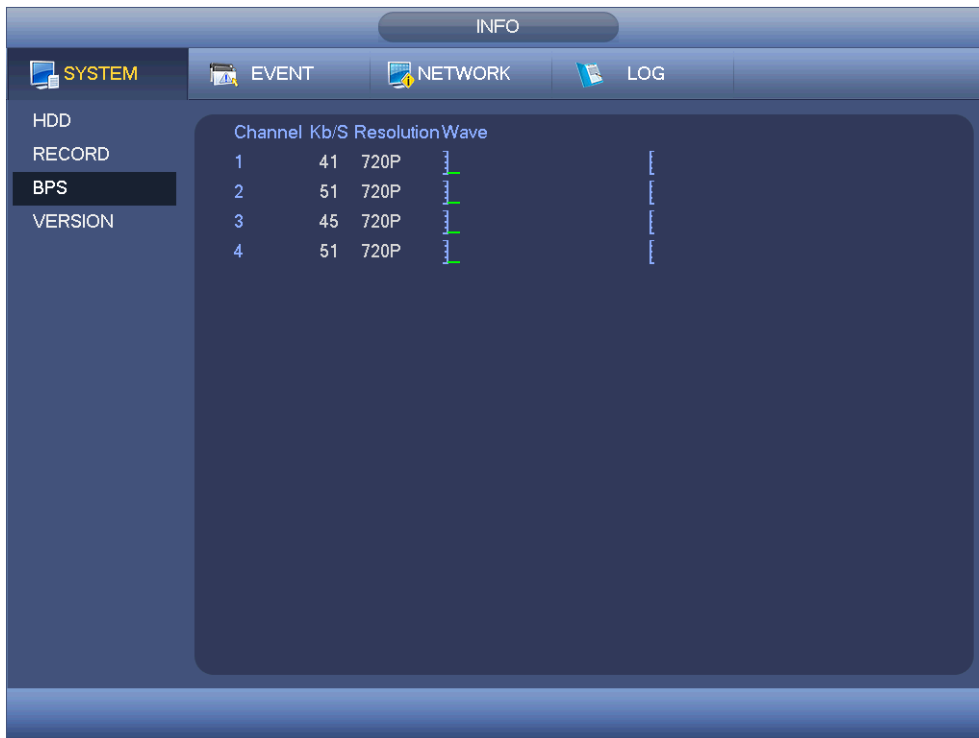 INFO
SYSTEM EVENT NETWORK LOG
HDD
RECORD
BPS
VERSION
Channel Kb/S Resolution Wave
1 41 720P
2 51 720P
3 45 720P
4 51 720P